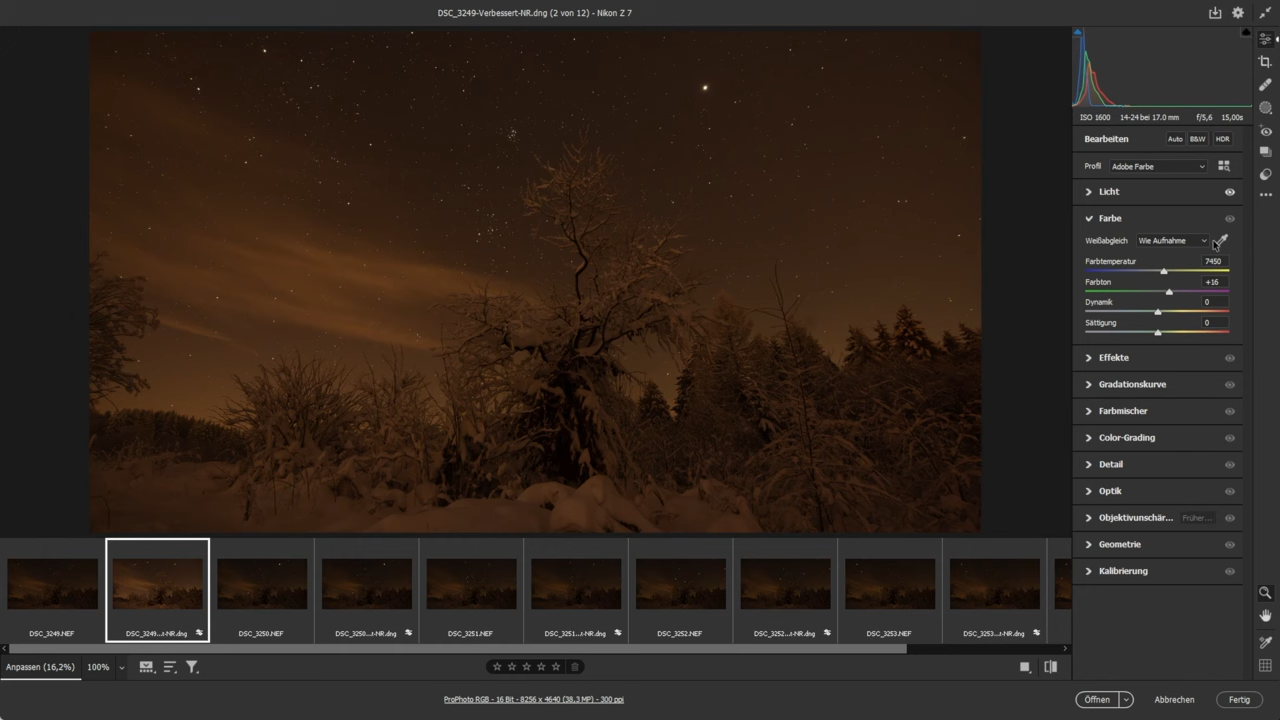 DSC_3249-Verbessert-NR.dng (2 von 12) - Nikon Z 7
ISO 1600 14-24 bei 17.0 mm f/5,6 15,00s
Bearbeiten Auto B&W HDR
Profil Adobe Farbe
Licht
Farbe
Weißabgleich Wie Aufnahme
Farbtemperatur 7450
Farbton +16
Dynamik 0
Sättigung 0
Effekte
Gradationskurve
Farbmischer
Color-Grading
Detail
Optik
Objektivunschär... Früher...
Geometrie
Kalibrierung
DSC_3249.NEF DSC_3249...r-NR.dng DSC_3250.NEF DSC_3250...r-NR.dng DSC_3251.NEF DSC_3251...r-NR.dng DSC_3252.NEF DSC_3252...r-NR.dng DSC_3253.NEF DSC_3253...r-NR.dng
Anpassen (16,2%) 100%
ProPhoto RGB - 16 Bit - 8256 x 4640 (38,3 MP) - 300 ppi
Öffnen Abbrechen Fertig